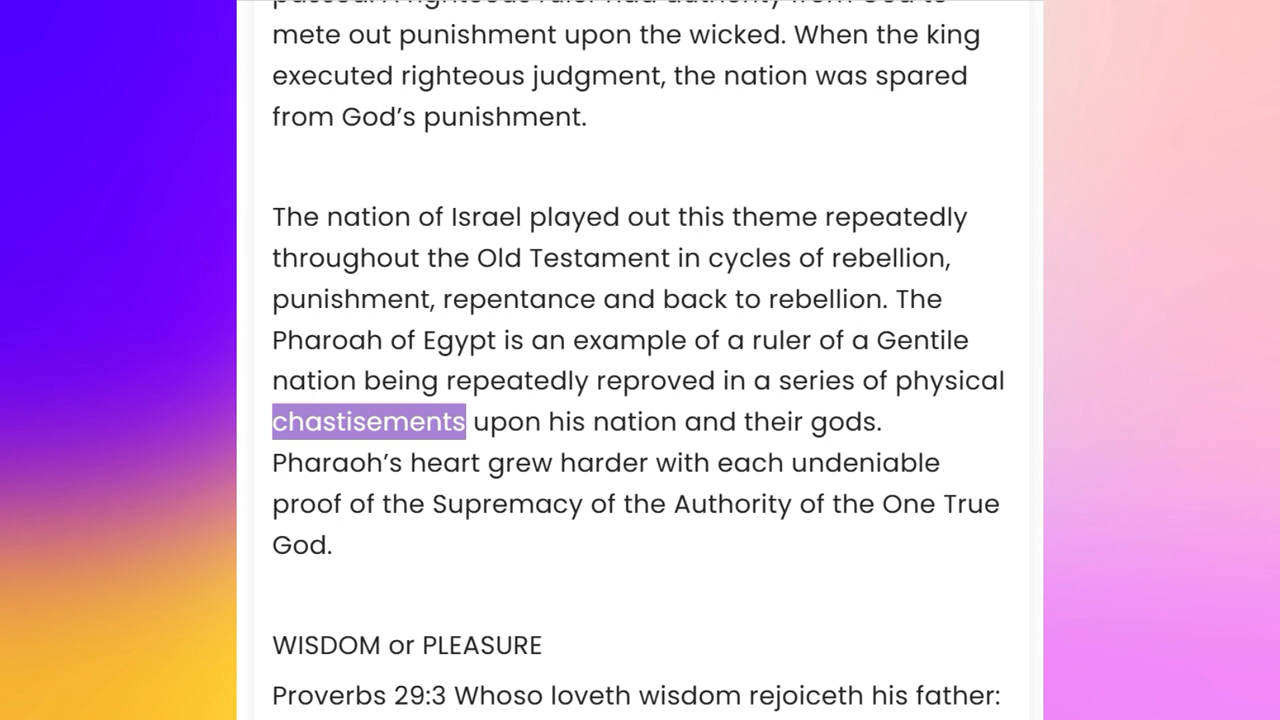 mete out punishment upon the wicked. When the king
executed righteous judgment, the nation was spared
from God’s punishment.
The nation of Israel played out this theme repeatedly
throughout the Old Testament in cycles of rebellion,
punishment, repentance and back to rebellion. The
Pharoah of Egypt is an example of a ruler of a Gentile
nation being repeatedly reproved in a series of physical
chastisements upon his nation and their gods.
Pharaoh’s heart grew harder with each undeniable
proof of the Supremacy of the Authority of the One True
God.
WISDOM or PLEASURE
Proverbs 29:3 Whoso loveth wisdom rejoiceth his father: